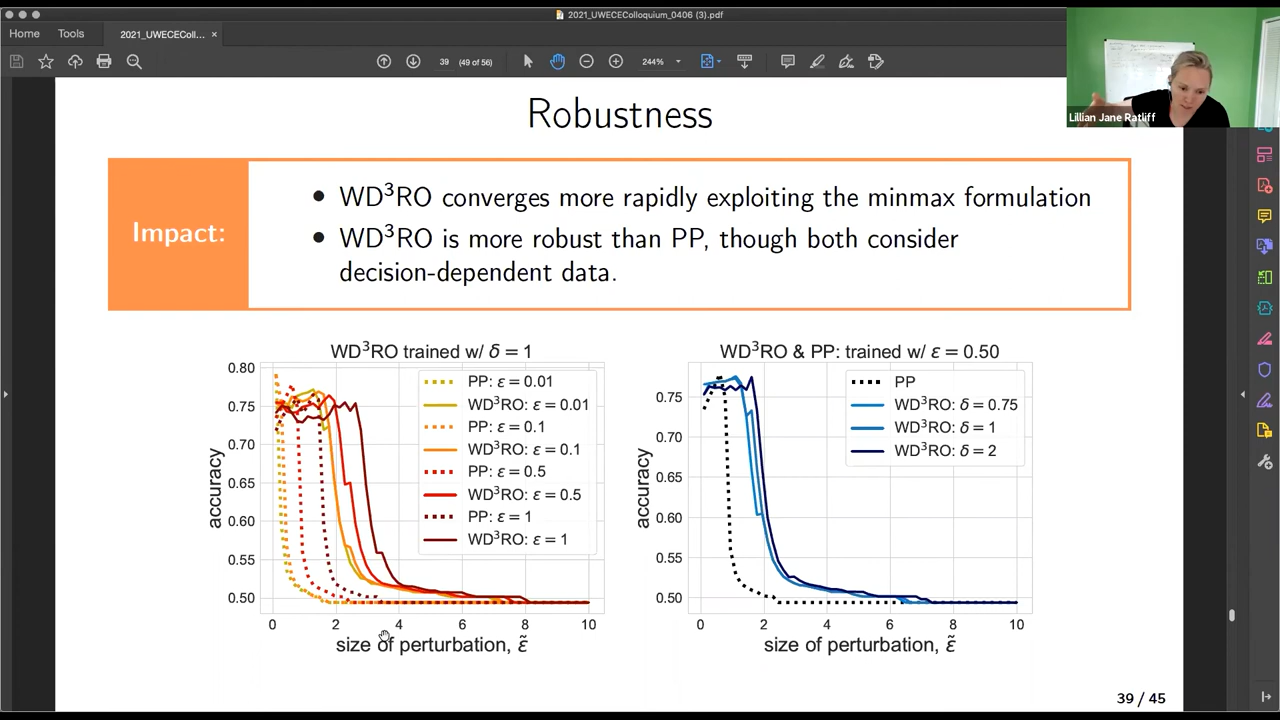 2021_UWECEColloquium_0406 (3).pdf
Home Tools 2021_UWECEColl... ×
39 (49 of 56) 244%
Lillian Jane Ratliff
Robustness
Impact:
• WD³RO converges more rapidly exploiting the minmax formulation
• WD³RO is more robust than PP, though both consider
decision-dependent data.
WD³RO trained w/ δ = 1
0.80
0.75
0.70
0.65
0.60
0.55
0.50
accuracy
PP: ε = 0.01
WD³RO: ε = 0.01
PP: ε = 0.1
WD³RO: ε = 0.1
PP: ε = 0.5
WD³RO: ε = 0.5
PP: ε = 1
WD³RO: ε = 1
0 2 4 6 8 10
size of perturbation, ε̃
WD³RO & PP: trained w/ ε = 0.50
0.75
0.70
0.65
0.60
0.55
0.50
accuracy
PP
WD³RO: δ = 0.75
WD³RO: δ = 1
WD³RO: δ = 2
0 2 4 6 8 10
size of perturbation, ε̃
39 / 45